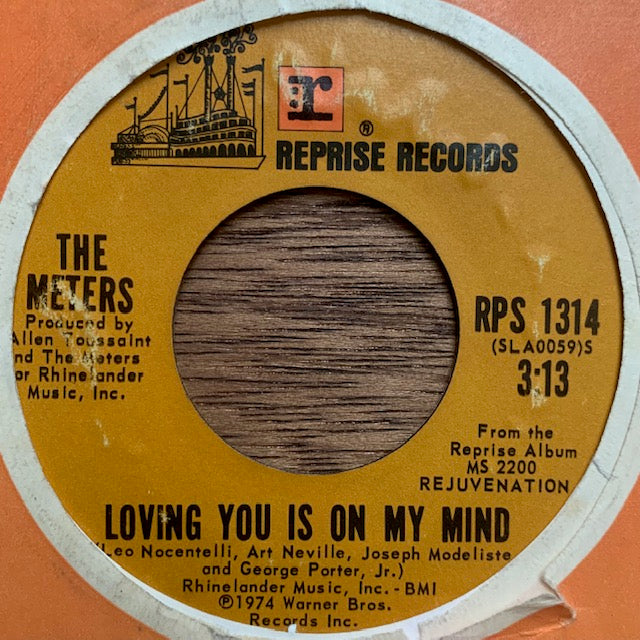 r
®
REPRISE RECORDS
THE
METERS
Produced by
Allen Toussaint
nd The Meters
or Rhinelander
Music, Inc.
RPS 1314
(SLA0059)S
3:13
From the
Reprise Album
MS 2200
REJUVENATION
LOVING YOU IS ON MY MIND
(Leo Nocentelli, Art Neville, Joseph Modeliste
and George Porter, Jr.)
Rhinelander Music, Inc. - BMI
℗1974 Warner Bros.
Records Inc.